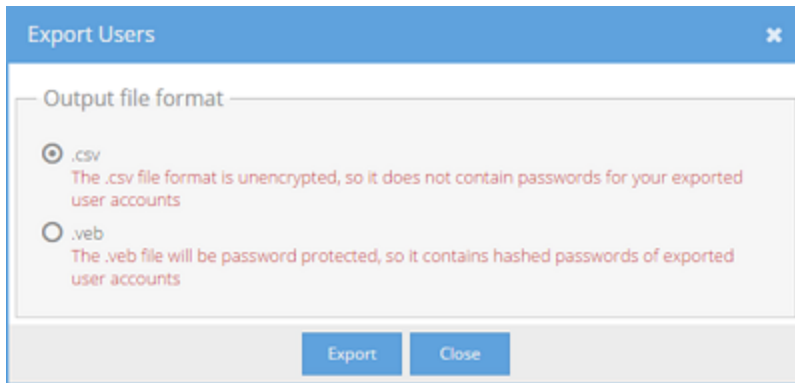 Export Users
Output file format
.csv
The .csv file format is unencrypted, so it does not contain passwords for your exported
user accounts
.veb
The .veb file will be password protected, so it contains hashed passwords of exported
user accounts
Export
Close